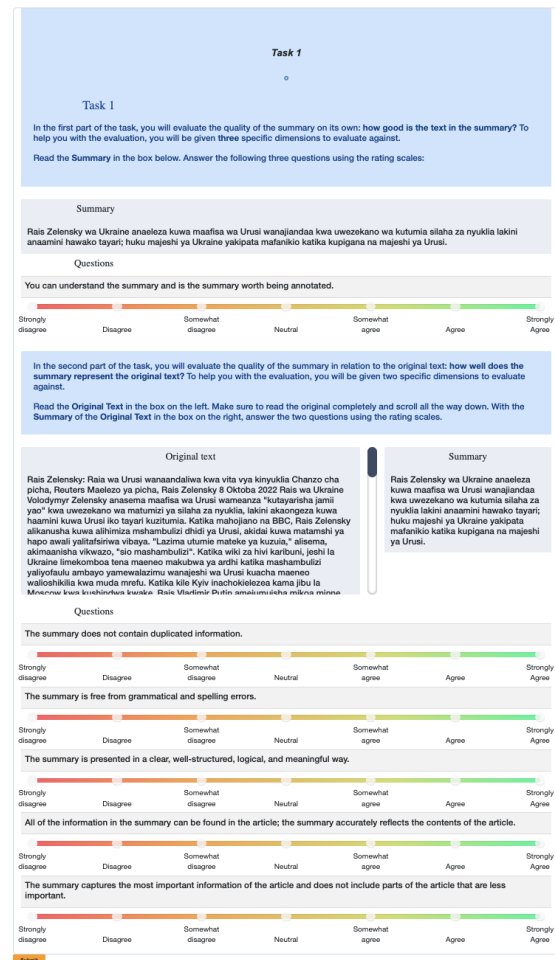 Task 1
Task 1
In the first part of the task, you will evaluate the quality of the summary on its own: how good is the text in the summary? To
help you with the evaluation, you will be given three specific dimensions to evaluate against.
Read the Summary in the box below. Answer the following three questions using the rating scales:
Summary
Rais Zelensky wa Ukraine anaeleza kuwa maafisa wa Urusi wanajiandaa kwa uwezekano wa kutumia silaha za nyuklia lakini
anaamini hawako tayari; huku majeshi ya Ukraine yakipata mafanikio katika kupigana na majeshi ya Urusi.
Questions
You can understand the summary and is the summary worth being annotated.
Strongly disagree Disagree Somewhat disagree Neutral Somewhat agree Agree Strongly Agree
In the second part of the task, you will evaluate the quality of the summary in relation to the original text: how well does the
summary represent the original text? To help you with the evaluation, you will be given two specific dimensions to evaluate
against.
Read the Original Text in the box on the left. Make sure to read the original completely and scroll all the way down. With the
Summary of the Original Text in the box on the right, answer the two questions using the rating scales.
Original text
Rais Zelensky: Raia wa Urusi wanaandaliwa kwa vita vya kinyuklia Chanzo cha
picha, Reuters Maelezo ya picha, Rais Zelensky 8 Oktoba 2022 Rais wa Ukraine
Volodymyr Zelensky anasema maafisa wa Urusi wameanza "kutayarisha jamii
yao" kwa uwezekano wa matumizi ya silaha za nyuklia, lakini akaongeza kuwa
haamini kuwa Urusi iko tayari kuzitumia. Katika mahojiano na BBC, Rais Zelensky
alikanusha kuwa alihimiza mshambulizi dhidi ya Urusi, akidai kuwa matamshi ya
hapo awali yalitafsiriwa vibaya. "Lazima utumie mateke ya kuzuia," alisema,
akimaanisha vikwazo, "sio mashambulizi". Katika wiki za hivi karibuni, jeshi la
Ukraine limekomboa tena maeneo makubwa ya ardhi katika mashambulizi
yaliyofaulu ambayo yamewalazimu wanajeshi wa Urusi kuacha maeneo
walioshikilia kwa muda mrefu. Katika kile Kyiv inachokielezea kama jibu la
Moscow kwa kushindwa kwake, Rais Vladimir Putin amejumuisha mikoa minne
Summary
Rais Zelensky wa Ukraine anaeleza
kuwa maafisa wa Urusi wanajiandaa
kwa uwezekano wa kutumia silaha za
nyuklia lakini anaamini hawako tayari;
huku majeshi ya Ukraine yakipata
mafanikio katika kupigana na majeshi
ya Urusi.
Questions
The summary does not contain duplicated information.
Strongly disagree Disagree Somewhat disagree Neutral Somewhat agree Agree Strongly Agree
The summary is free from grammatical and spelling errors.
Strongly disagree Disagree Somewhat disagree Neutral Somewhat agree Agree Strongly Agree
The summary is presented in a clear, well-structured, logical, and meaningful way.
Strongly disagree Disagree Somewhat disagree Neutral Somewhat agree Agree Strongly Agree
All of the information in the summary can be found in the article; the summary accurately reflects the contents of the article.
Strongly disagree Disagree Somewhat disagree Neutral Somewhat agree Agree Strongly Agree
The summary captures the most important information of the article and does not include parts of the article that are less
important.
Strongly disagree Disagree Somewhat disagree Neutral Somewhat agree Agree Strongly Agree